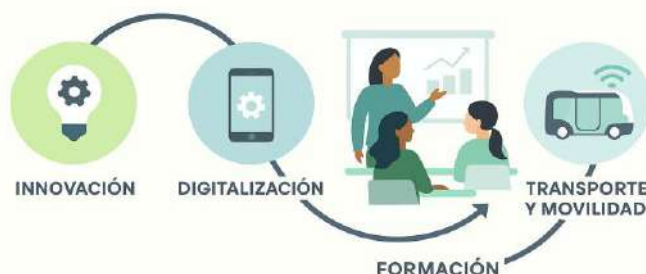 INNOVACIÓN
DIGITALIZACIÓN
TRANSPORTE
Y MOVILIDAD
FORMACIÓN